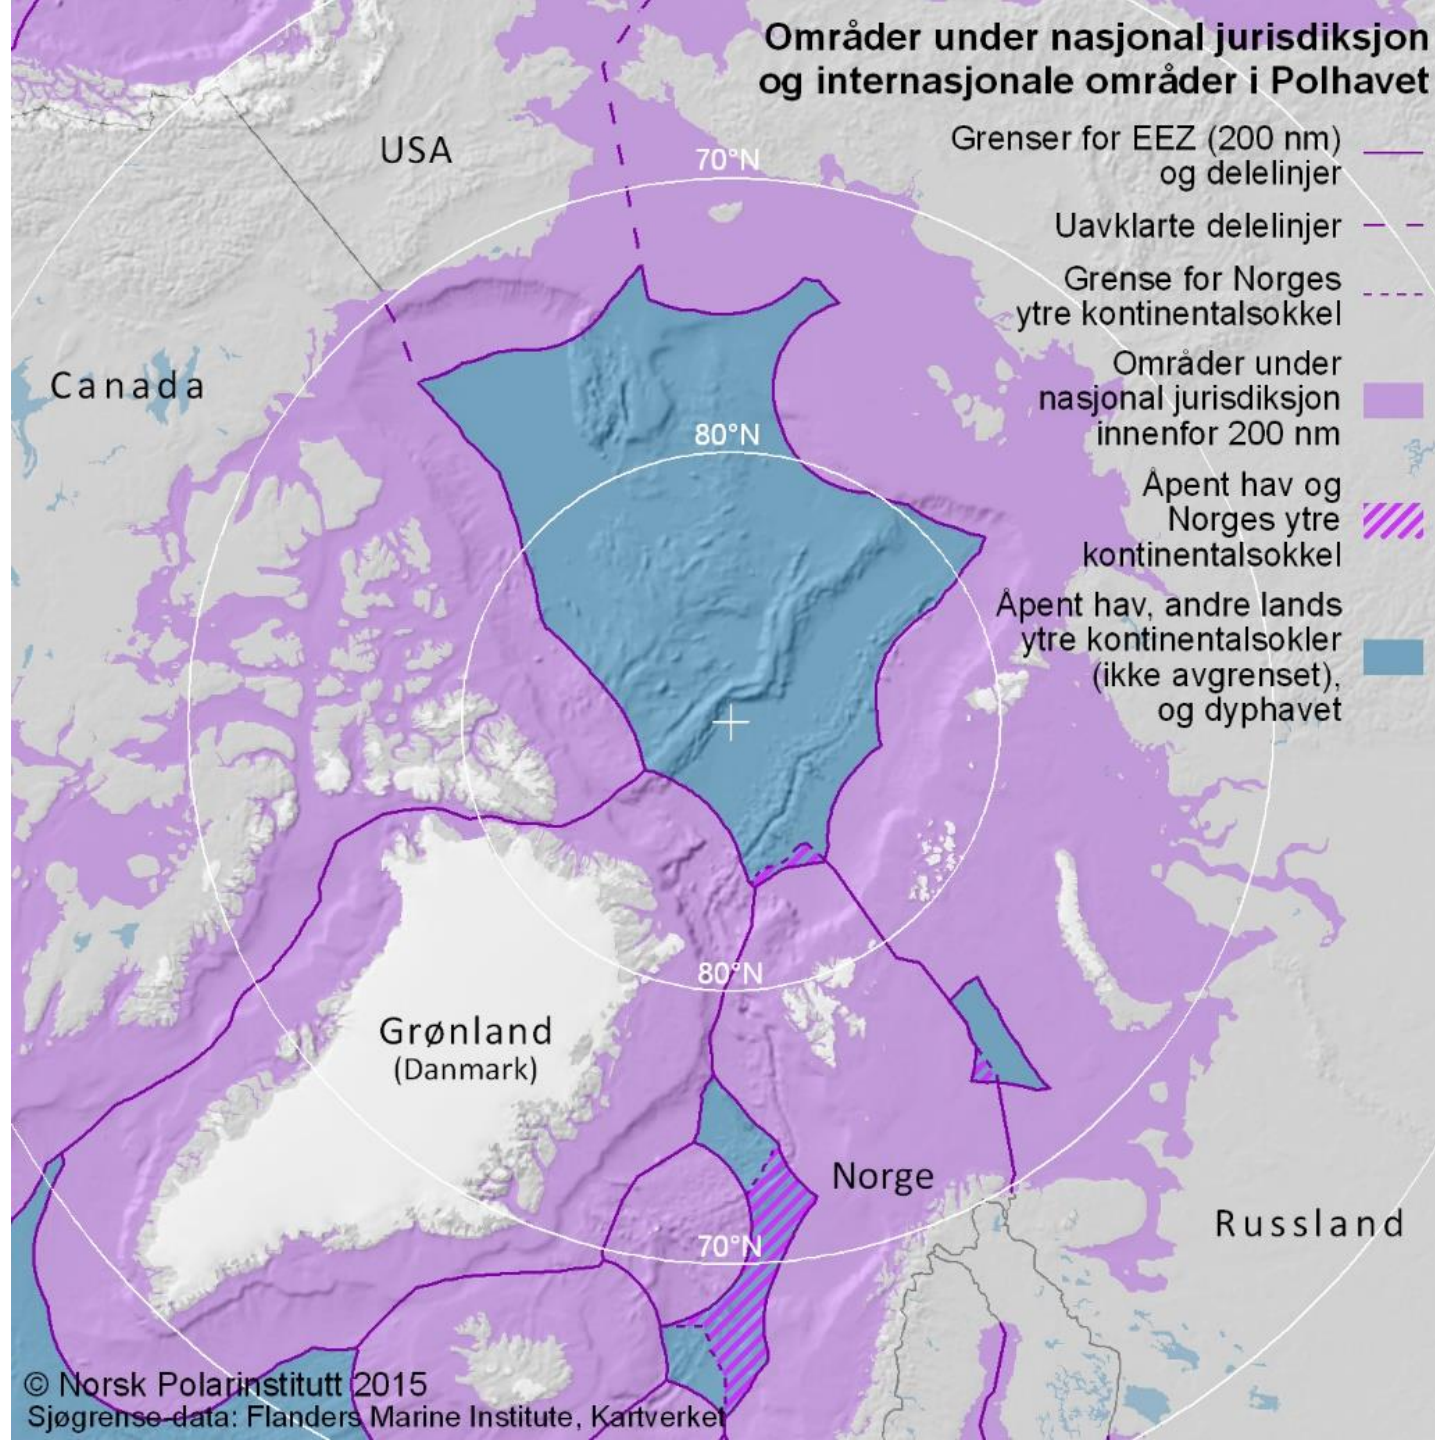 Områder under nasjonal jurisdiksjon
og internasjonale områder i Polhavet
Grenser for EEZ (200 nm)
og delelinjer
Uavklarte delelinjer
Grense for Norges
ytre kontinentalsokkel
Områder under
nasjonal jurisdiksjon
innenfor 200 nm
Åpent hav og
Norges ytre
kontinentalsokkel
Åpent hav, andre lands
ytre kontinentalsokler
(ikke avgrenset),
og dyphavet
USA
70°N
Canada
80°N
80°N
Grønland
(Danmark)
Norge
Russland
70°N
© Norsk Polarinstitutt 2015
Sjøgrense-data: Flanders Marine Institute, Kartverket